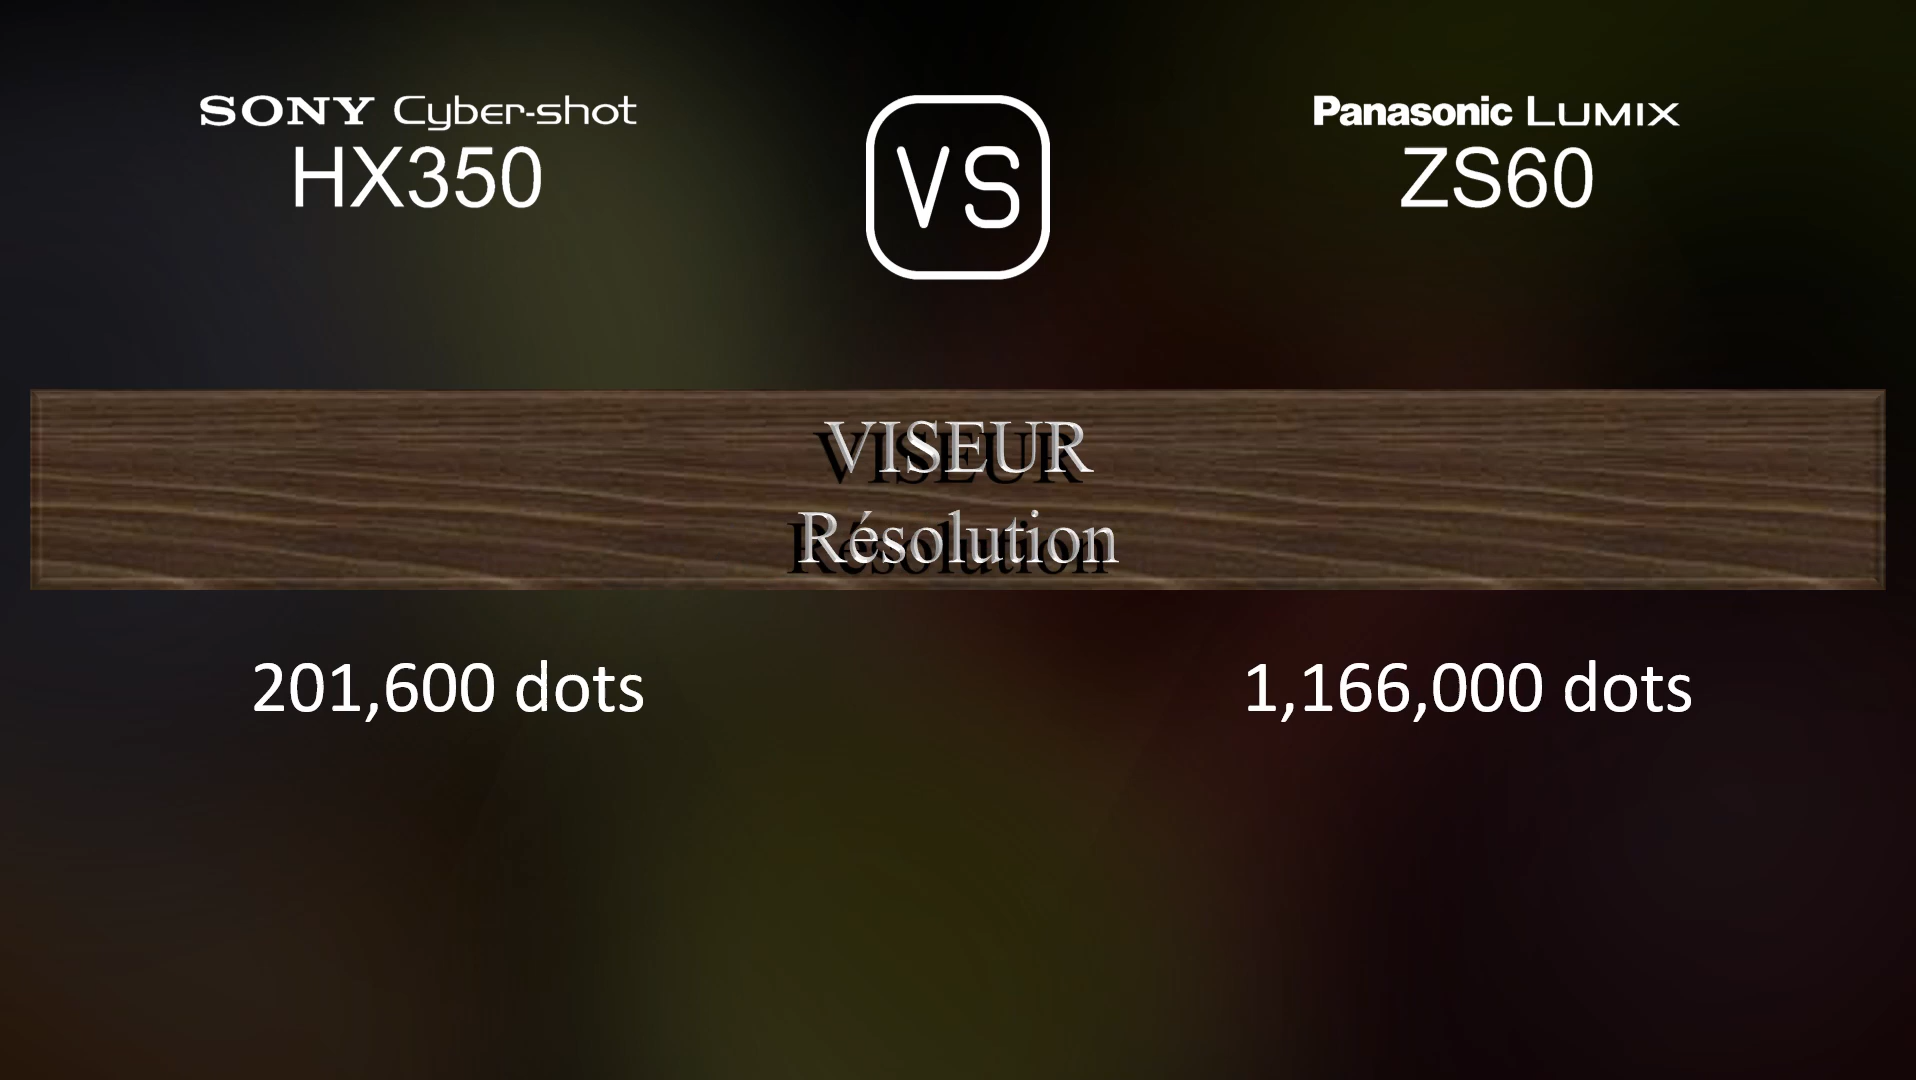 SONY Cyber-shot
HX350
VS
Panasonic LUMIX
ZS60
VISEUR
Résolution
201,600 dots
1,166,000 dots